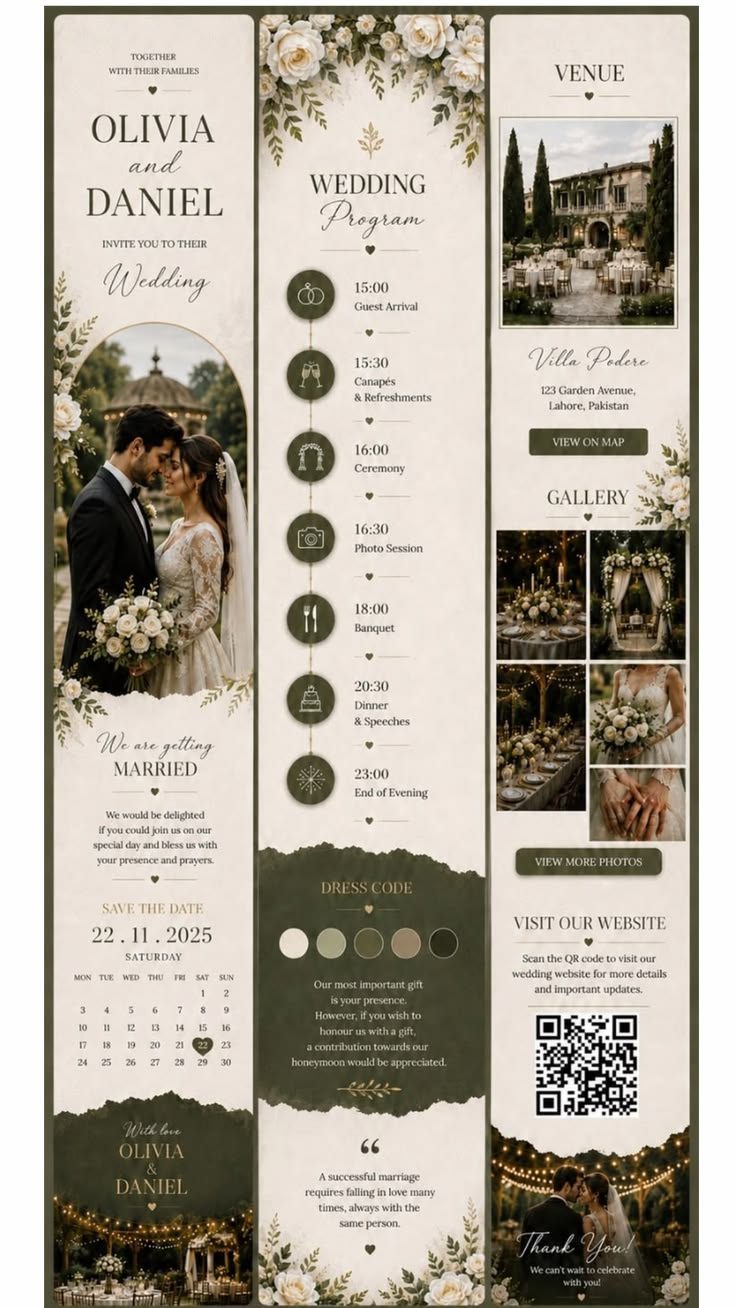 TOGETHER
WITH THEIR FAMILIES
OLIVIA
and
DANIEL
INVITE YOU TO THEIR
Wedding
We are getting
MARRIED
We would be delighted
if you could join us on our
special day and bless us with
your presence and prayers.
SAVE THE DATE
22 . 11 . 2025
SATURDAY
MON TUE WED THU FRI SAT SUN
1 2
3 4 5 6 7 8 9
10 11 12 13 14 15 16
17 18 19 20 21 22 23
24 25 26 27 28 29 30
With love
OLIVIA
&
DANIEL
WEDDING
Program
15:00
Guest Arrival
15:30
Canapés
& Refreshments
16:00
Ceremony
16:30
Photo Session
18:00
Banquet
20:30
Dinner
& Speeches
23:00
End of Evening
DRESS CODE
Our most important gift
is your presence.
However, if you wish to
honour us with a gift,
a contribution towards our
honeymoon would be appreciated.
“
A successful marriage
requires falling in love many
times, always with the
same person.
VENUE
Villa Podere
123 Garden Avenue,
Lahore, Pakistan
VIEW ON MAP
GALLERY
VIEW MORE PHOTOS
VISIT OUR WEBSITE
Scan the QR code to visit our
wedding website for more details
and important updates.
Thank You!
We can't wait to celebrate
with you!